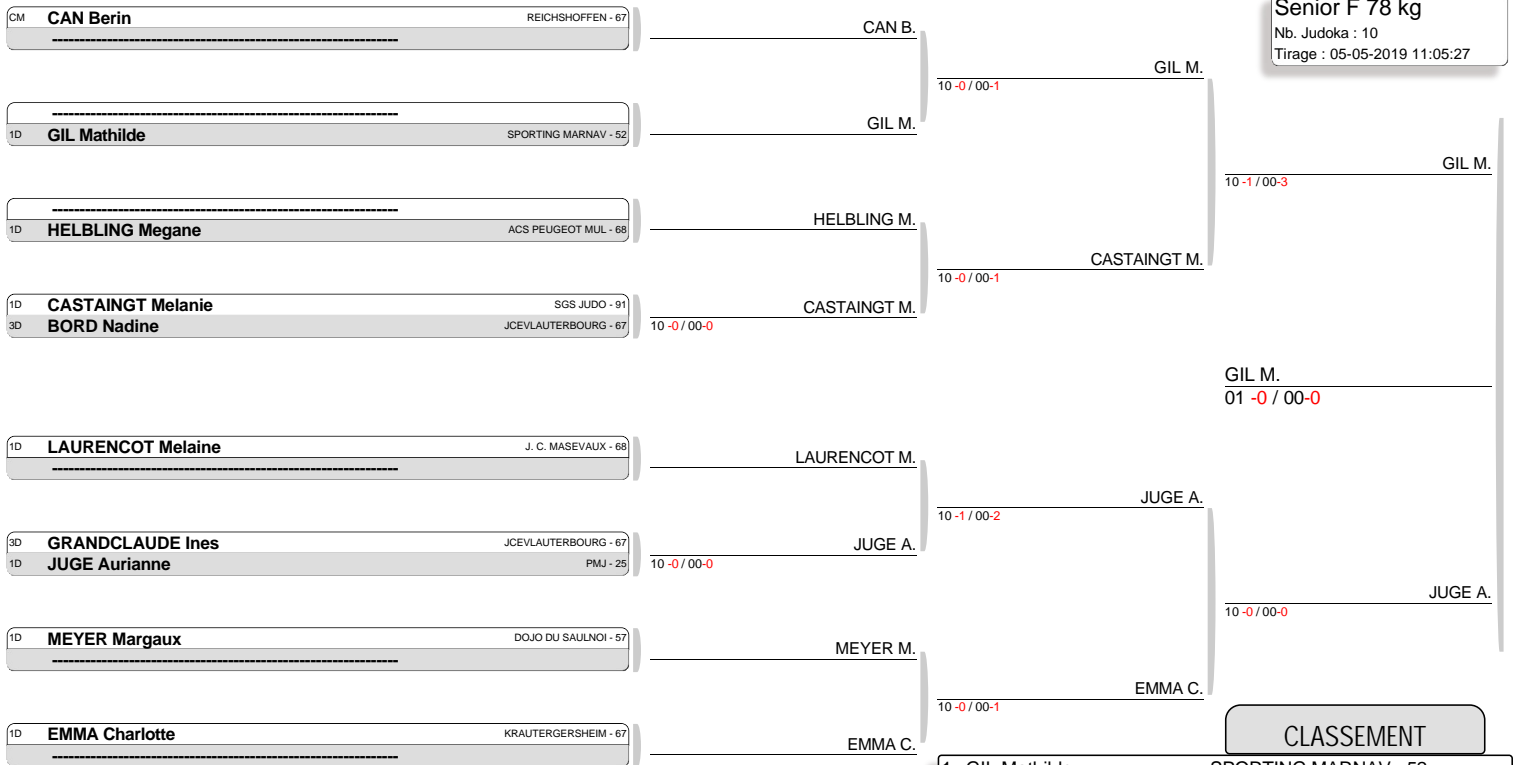 Senior F 78 kg
Nb. Judoka : 10
Tirage : 05-05-2019 11:05:27
CM CAN Berin REICHSHOFFEN - 67
------------------------------------------------------------
CAN B.
GIL M.
10 -0 / 00-1
------------------------------------------------------------
1D GIL Mathilde SPORTING MARNAV - 52
GIL M.
GIL M.
10 -1 / 00-3
------------------------------------------------------------
1D HELBLING Megane ACS PEUGEOT MUL - 68
HELBLING M.
CASTAINGT M.
10 -0 / 00-1
1D CASTAINGT Melanie SGS JUDO - 91
3D BORD Nadine JCEVLAUTERBOURG - 67
CASTAINGT M.
10 -0 / 00-0
GIL M.
01 -0 / 00-0
1D LAURENCOT Melaine J. C. MASEVAUX - 68
------------------------------------------------------------
LAURENCOT M.
JUGE A.
10 -1 / 00-2
3D GRANDCLAUDE Ines JCEVLAUTERBOURG - 67
1D JUGE Aurianne PMJ - 25
JUGE A.
10 -0 / 00-0
JUGE A.
10 -0 / 00-0
1D MEYER Margaux DOJO DU SAULNOI - 57
------------------------------------------------------------
MEYER M.
EMMA C.
10 -0 / 00-1
1D EMMA Charlotte KRAUTERGERSHEIM - 67
------------------------------------------------------------
EMMA C.
CLASSEMENT
1 GIL Mathilde SPORTING MARNAV - 52